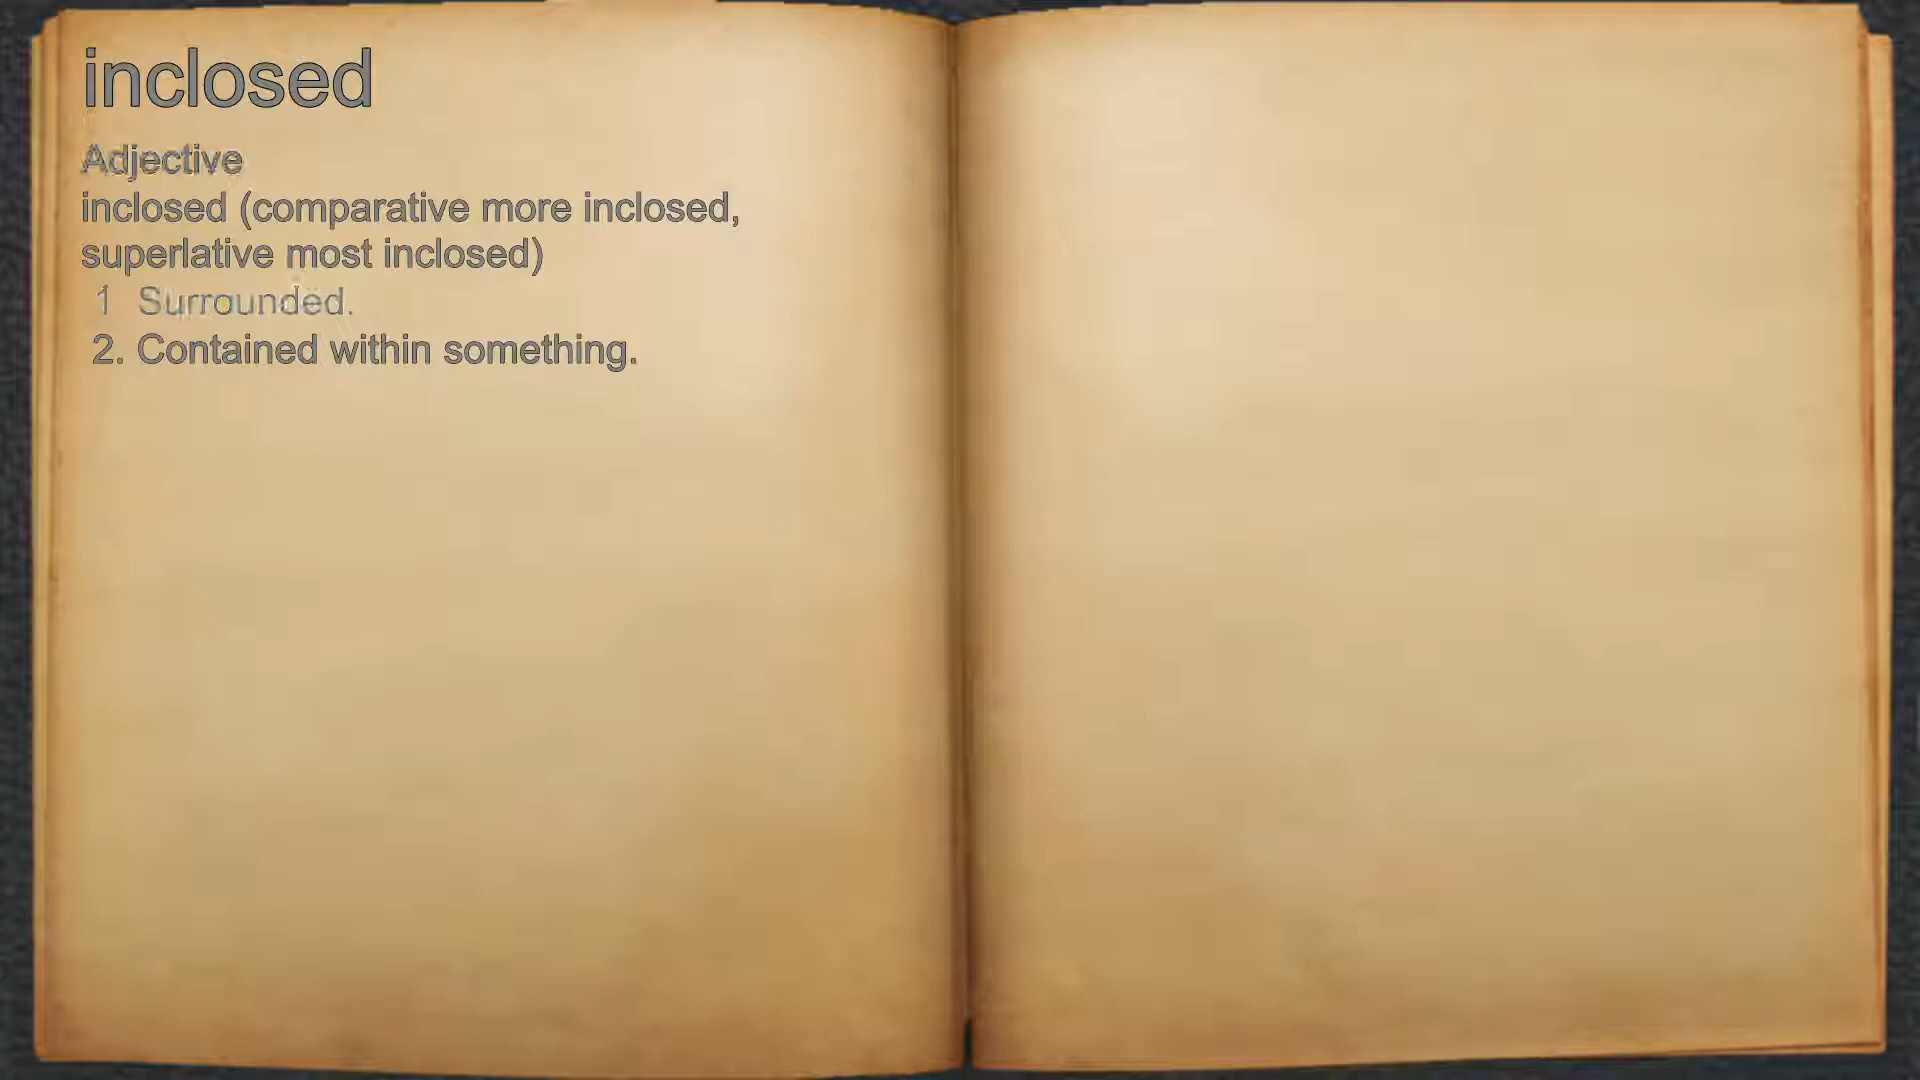 inclosed
Adjective
inclosed (comparative more inclosed,
superlative most inclosed)
1 Surrounded.
2. Contained within something.